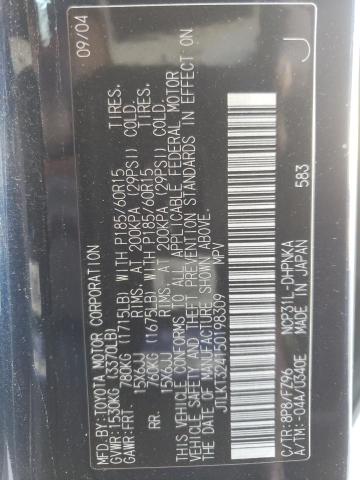 MFD.BY:TOYOTA MOTOR CORPORATION 09/04
GVWR:1530KG (3370LB)
GAWR:FRT. 780KG (1715LB) WITH P185/60R15 TIRES,
15X6JJ RIMS, AT 200KPA (29PSI) COLD.
RR. 760KG (1675LB) WITH P185/60R15 TIRES,
15X6JJ RIMS, AT 200KPA (29PSI) COLD.
THIS VEHICLE CONFORMS TO ALL APPLICABLE FEDERAL MOTOR
VEHICLE SAFETY AND THEFT PREVENTION STANDARDS IN EFFECT ON
THE DATE OF MANUFACTURE SHOWN ABOVE.
JTLKT324150198309 MPV
J
C/TR:8P8/FZ96 NCP31L-DHPNKA
A/TM:-04A/U340E MADE IN JAPAN
583